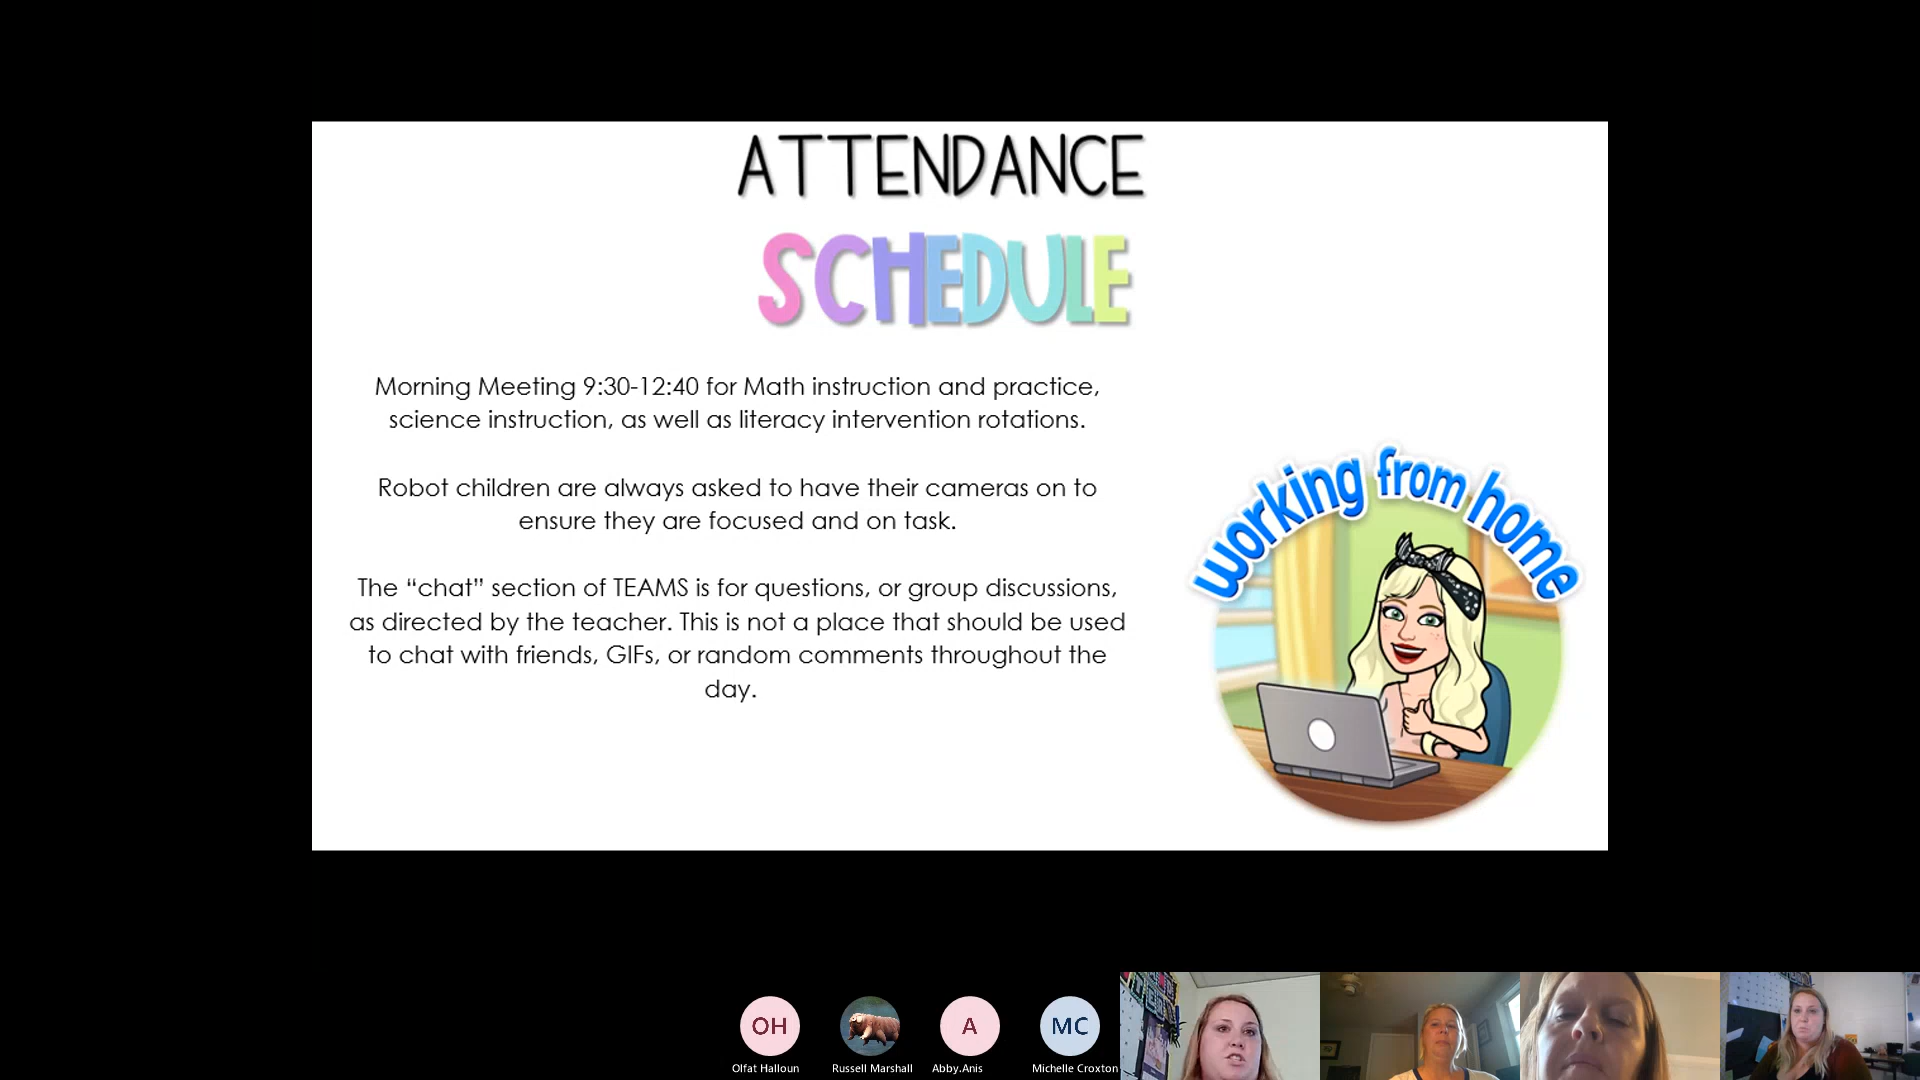 ATTENDANCE
SCHEDULE
Morning Meeting 9:30-12:40 for Math instruction and practice,
science instruction, as well as literacy intervention rotations.
Robot children are always asked to have their cameras on to
ensure they are focused and on task.
The “chat” section of TEAMS is for questions, or group discussions,
as directed by the teacher. This is not a place that should be used
to chat with friends, GIFs, or random comments throughout the
day.
working from home
OH
A
MC
Olfat Halloun
Russell Marshall
Abby.Anis
Michelle Croxton